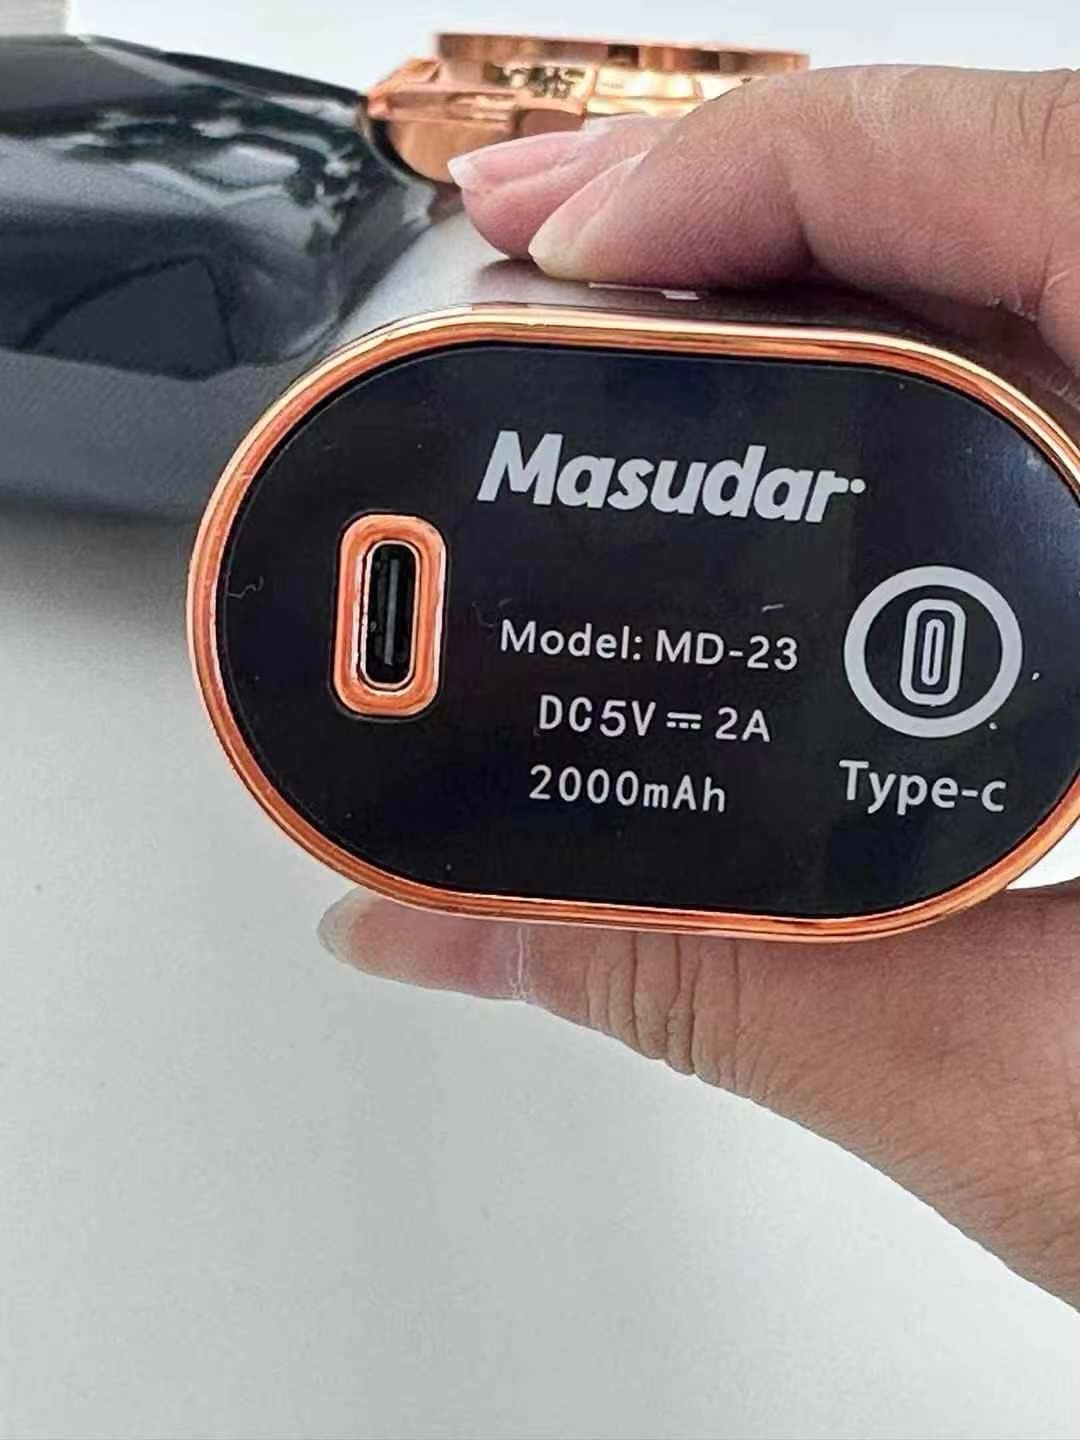 Masudar
Model: MD-23
DC5V⎓2A
2000mAh
Type-c